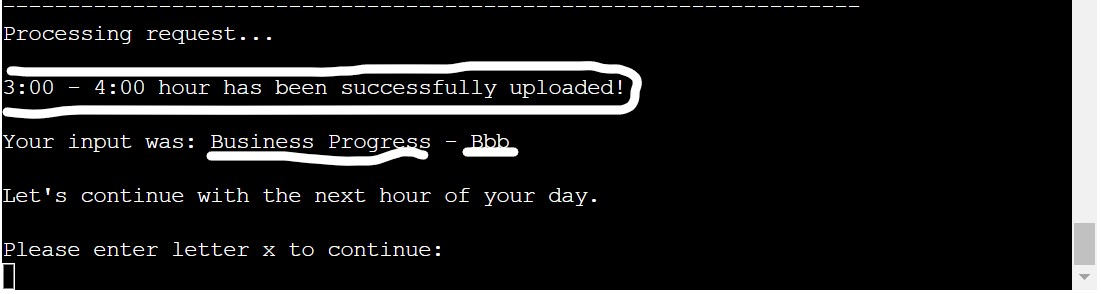 Processing request...
3:00 - 4:00 hour has been successfully uploaded!
Your input was: Business Progress - Bbb
Let's continue with the next hour of your day.
Please enter letter x to continue: